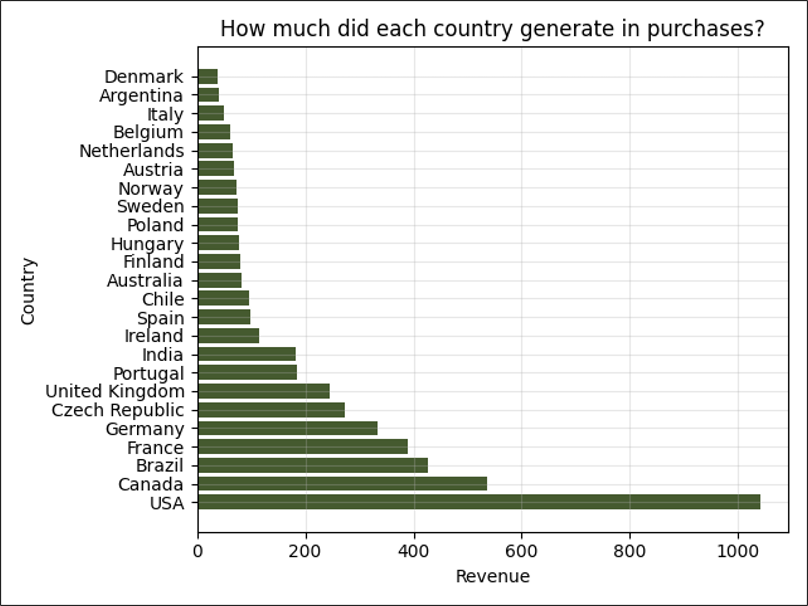 How much did each country generate in purchases?
Denmark
Argentina
Italy
Belgium
Netherlands
Austria
Norway
Sweden
Poland
Hungary
Finland
Australia
Chile
Spain
Ireland
India
Portugal
United Kingdom
Czech Republic
Germany
France
Brazil
Canada
USA
Country
0 200 400 600 800 1000
Revenue